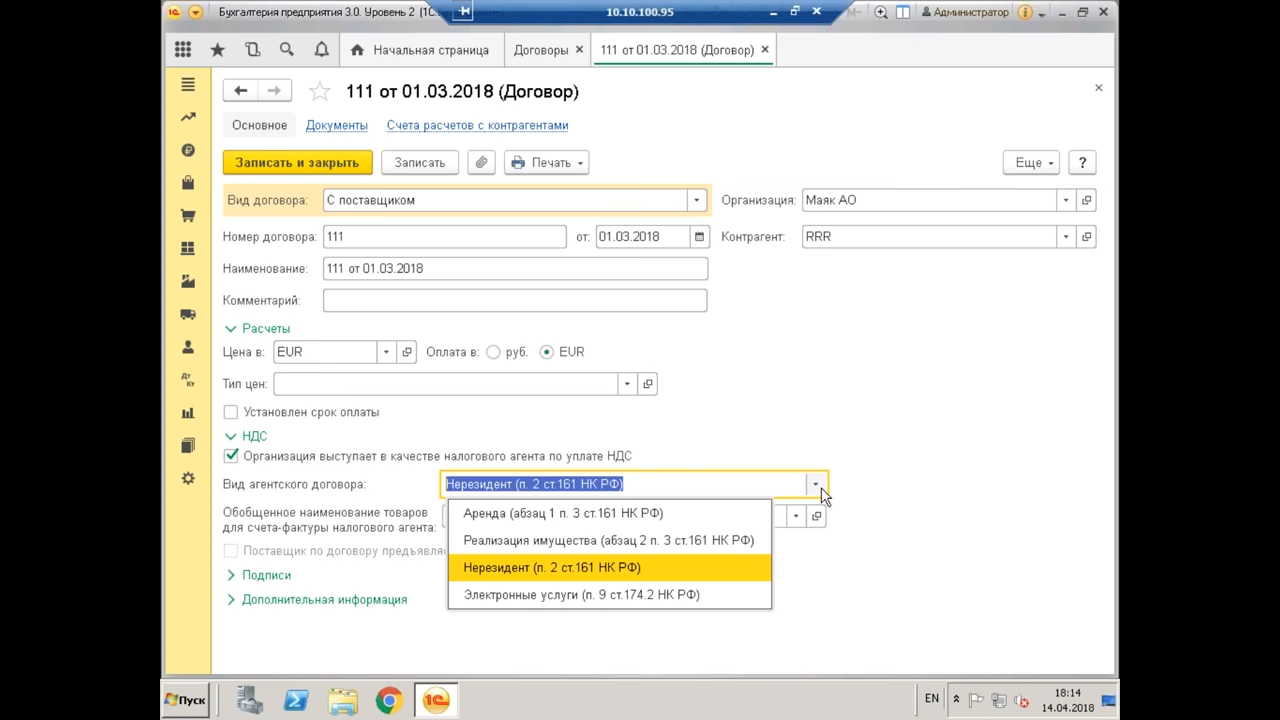 Бухгалтерия предприятия 3.0. Уровень 2 [1С:
10.10.100.95
M-
Администратор
Начальная страница
Договоры
111 от 01.03.2018 (Договор)
111 от 01.03.2018 (Договор)
Основное Документы Счета расчетов с контрагентами
Записать и закрыть Записать Печать Еще ?
Вид договора: С поставщиком Организация: Маяк АО
Номер договора: 111 от: 01.03.2018 Контрагент: RRR
Наименование: 111 от 01.03.2018
Комментарий:
Расчеты
Цена в: EUR Оплата в: руб. EUR
Тип цен:
Установлен срок оплаты
НДС
Организация выступает в качестве налогового агента по уплате НДС
Вид агентского договора: Нерезидент (п. 2 ст.161 НК РФ)
Обобщенное наименование товаров
для счета-фактуры налогового агента:
Поставщик по договору предъявля
Аренда (абзац 1 п. 3 ст.161 НК РФ)
Реализация имущества (абзац 2 п. 3 ст.161 НК РФ)
Нерезидент (п. 2 ст.161 НК РФ)
Электронные услуги (п. 9 ст.174.2 НК РФ)
Подписи
Дополнительная информация
Дт
Кт
Пуск
1С
EN
18:14
14.04.2018